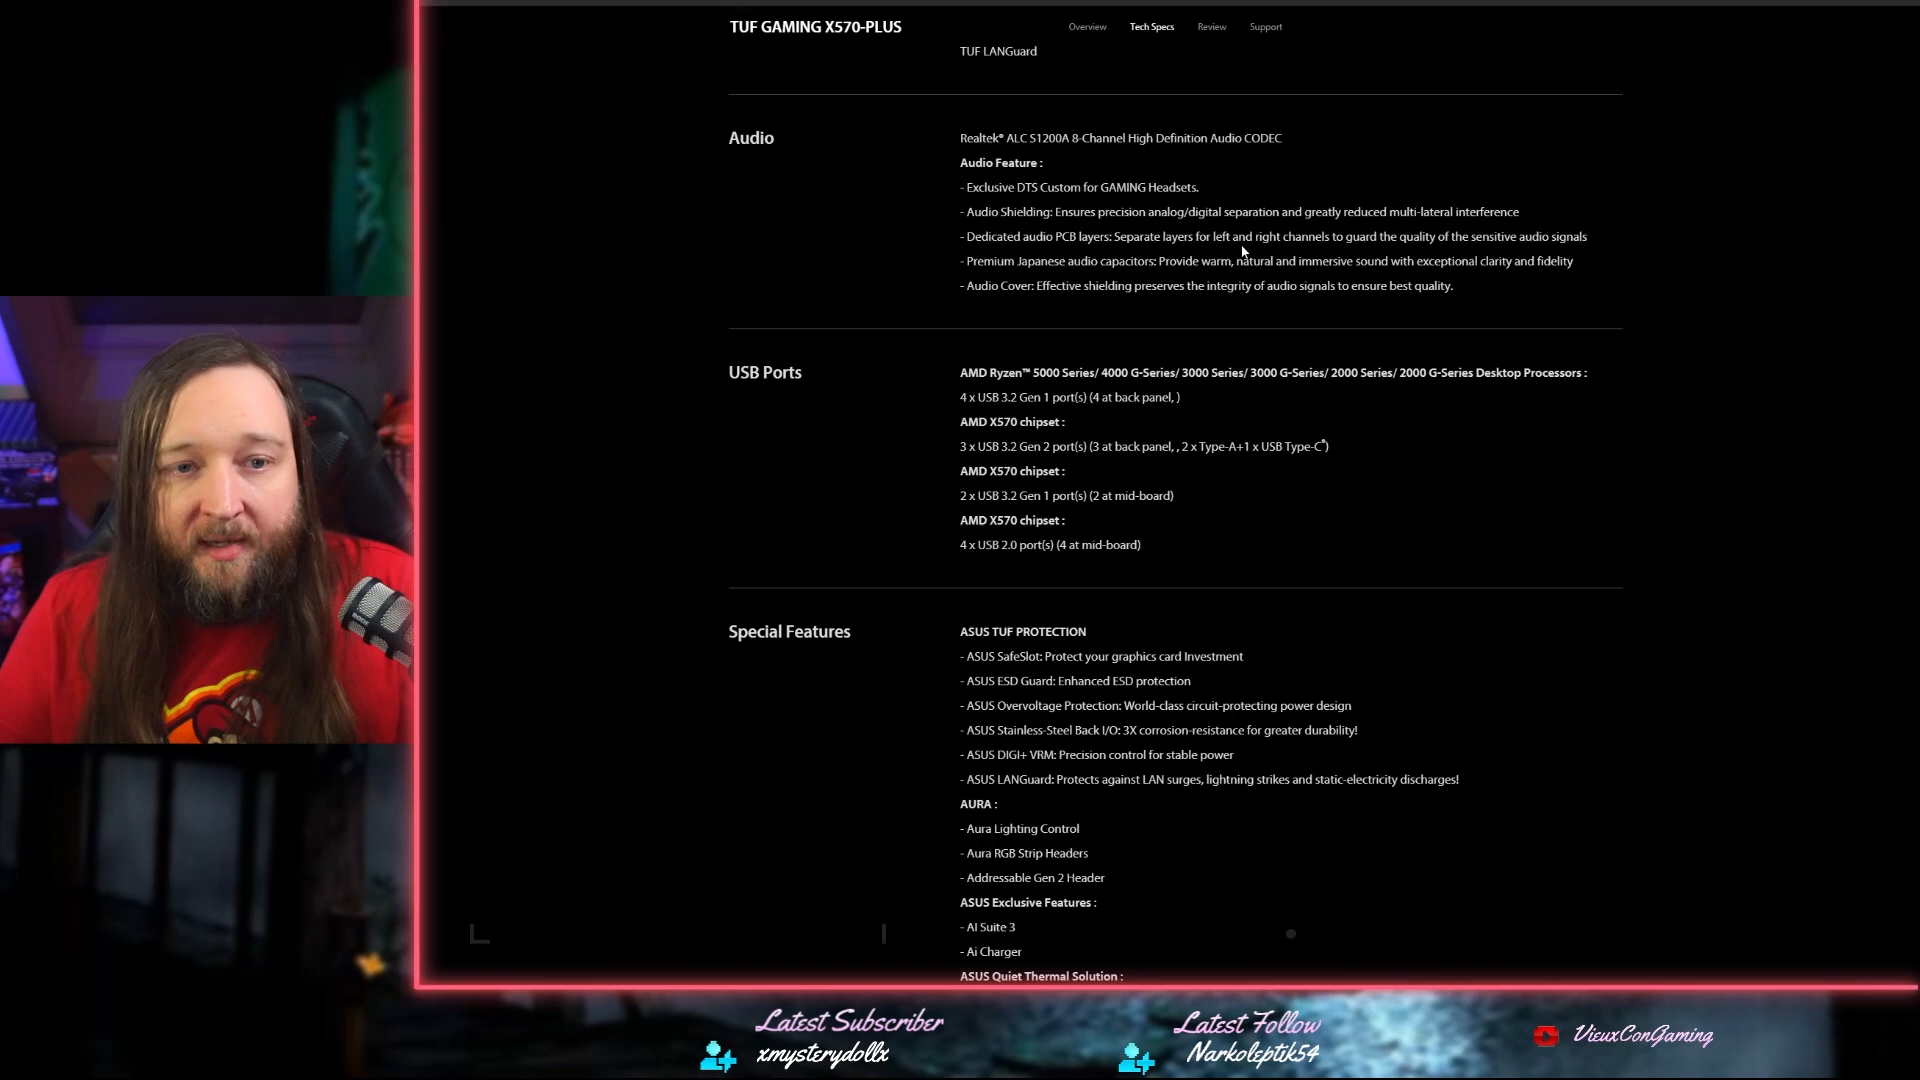 TUF GAMING X570-PLUS
Overview
Tech Specs
Review
Support
TUF LANGuard
Audio
Realtek® ALC S1200A 8-Channel High Definition Audio CODEC
Audio Feature :
- Exclusive DTS Custom for GAMING Headsets.
- Audio Shielding: Ensures precision analog/digital separation and greatly reduced multi-lateral interference
- Dedicated audio PCB layers: Separate layers for left and right channels to guard the quality of the sensitive audio signals
- Premium Japanese audio capacitors: Provide warm, natural and immersive sound with exceptional clarity and fidelity
- Audio Cover: Effective shielding preserves the integrity of audio signals to ensure best quality.
USB Ports
AMD Ryzen™ 5000 Series/ 4000 G-Series/ 3000 Series/ 3000 G-Series/ 2000 Series/ 2000 G-Series Desktop Processors :
4 x USB 3.2 Gen 1 port(s) (4 at back panel, )
AMD X570 chipset :
3 x USB 3.2 Gen 2 port(s) (3 at back panel, , 2 x Type-A+1 x USB Type-C®)
AMD X570 chipset :
2 x USB 3.2 Gen 1 port(s) (2 at mid-board)
AMD X570 chipset :
4 x USB 2.0 port(s) (4 at mid-board)
Special Features
ASUS TUF PROTECTION
- ASUS SafeSlot: Protect your graphics card Investment
- ASUS ESD Guard: Enhanced ESD protection
- ASUS Overvoltage Protection: World-class circuit-protecting power design
- ASUS Stainless-Steel Back I/O: 3X corrosion-resistance for greater durability!
- ASUS DIGI+ VRM: Precision control for stable power
- ASUS LANGuard: Protects against LAN surges, lightning strikes and static-electricity discharges!
AURA :
- Aura Lighting Control
- Aura RGB Strip Headers
- Addressable Gen 2 Header
ASUS Exclusive Features :
- AI Suite 3
- Ai Charger
ASUS Quiet Thermal Solution :
RODE
Latest Subscriber
xmysterydollx
Latest Follow
Narkoleptik54
VieuxConGaming